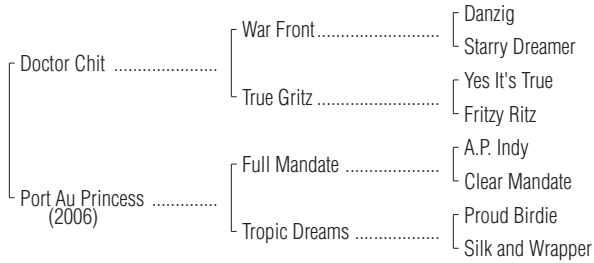 Doctor Chit ......................
War Front..........................
Danzig
Starry Dreamer
True Gritz ..........................
Yes It's True
Fritzy Ritz
Port Au Princess ..............
(2006)
Full Mandate ....................
A.P. Indy
Clear Mandate
Tropic Dreams ..................
Proud Birdie
Silk and Wrapper